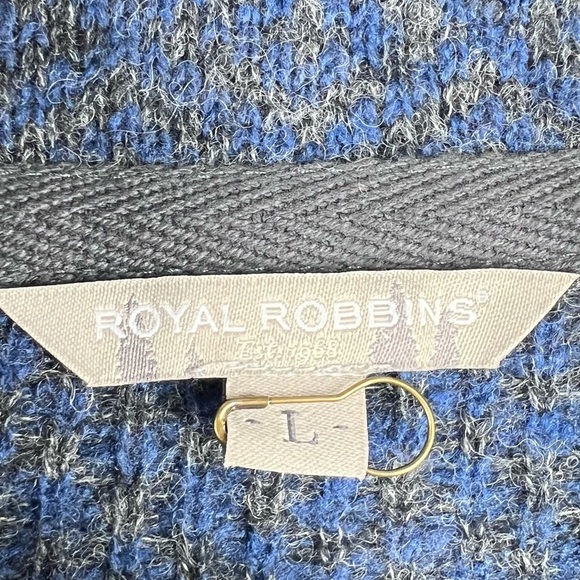 ROYAL ROBBINS®
Est. 1968
- L -